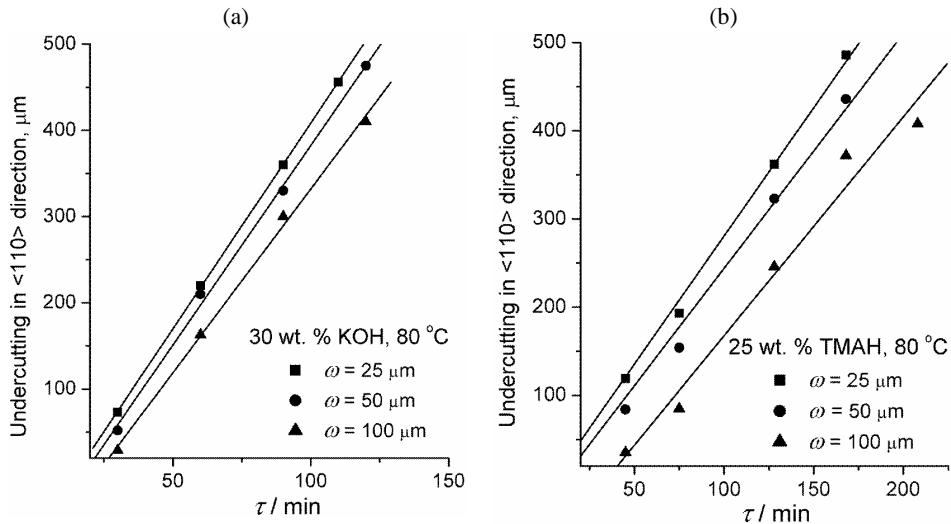 (a)
500
400
300
200
100
50
100
150
Undercutting in <110> direction, μm
τ / min
30 wt. % KOH, 80 °C
ω = 25 μm
ω = 50 μm
ω = 100 μm
(b)
500
400
300
200
100
50
100
150
200
Undercutting in <110> direction, μm
τ / min
25 wt. % TMAH, 80 °C
ω = 25 μm
ω = 50 μm
ω = 100 μm